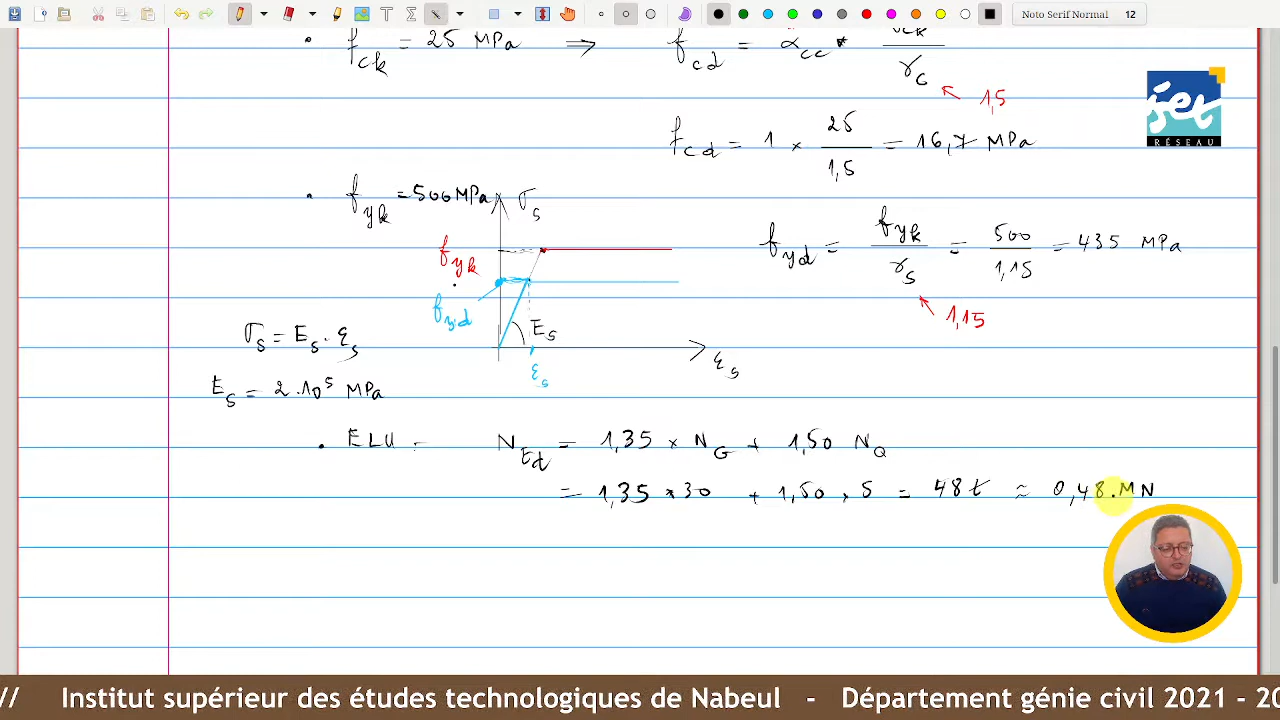 Noto Serif Normal 12
• fck = 25 MPa ⇒ fcd = αcc * fck / γc
1,5
fcd = 1 × 25 / 1,5 = 16,7 MPa
iset
RÉSEAU
• fyk = 500 MPa
σs
fyk
fyd = fyk / γs = 500 / 1,15 = 435 MPa
1,15
fyd
σs = Es . εs
Es
εs
εs
Es = 2.10⁵ MPa
• ELU : NEd = 1,35 × NG + 1,50 NQ
= 1,35 × 30 + 1,50 × 5 = 48 t ≈ 0,48 . MN
// Institut supérieur des études technologiques de Nabeul - Département génie civil 2021 - 20